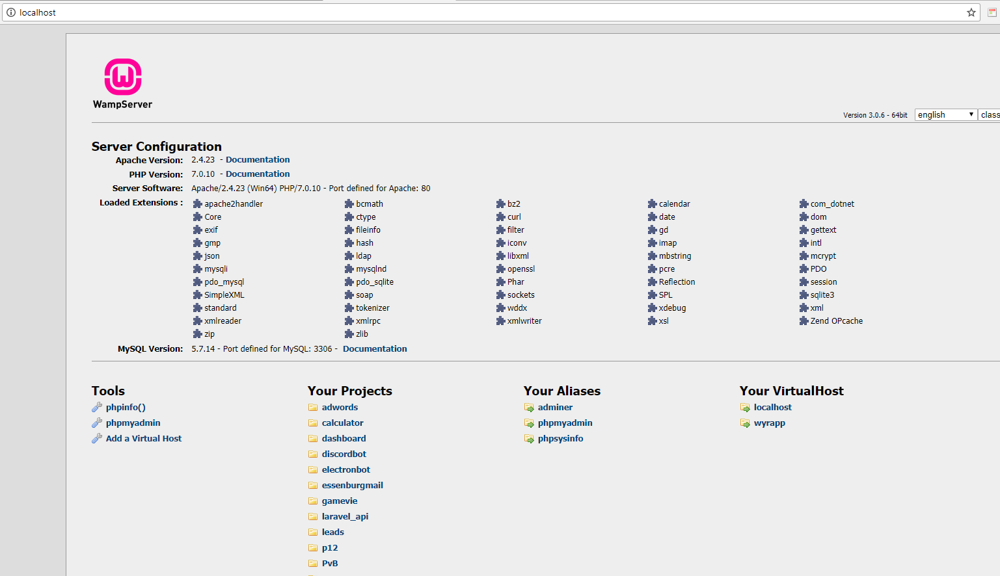 localhost
WampServer
Version 3.0.6 - 64bit english class
Server Configuration
Apache Version: 2.4.23 - Documentation
PHP Version: 7.0.10 - Documentation
Server Software: Apache/2.4.23 (Win64) PHP/7.0.10 - Port defined for Apache: 80
Loaded Extensions : apache2handler bcmath bz2 calendar com_dotnet
Core ctype curl date dom
exif fileinfo filter gd gettext
gmp hash iconv imap intl
json ldap libxml mbstring mcrypt
mysqli mysqlnd openssl pcre PDO
pdo_mysql pdo_sqlite Phar Reflection session
SimpleXML soap sockets SPL sqlite3
standard tokenizer wddx xdebug xml
xmlreader xmlrpc xmlwriter xsl Zend OPcache
zip zlib
MySQL Version: 5.7.14 - Port defined for MySQL: 3306 - Documentation
Tools
phpinfo()
phpmyadmin
Add a Virtual Host
Your Projects
adwords
calculator
dashboard
discordbot
electronbot
essenburgmail
gamevie
laravel_api
leads
p12
PvB
Your Aliases
adminer
phpmyadmin
phpsysinfo
Your VirtualHost
localhost
wyrapp